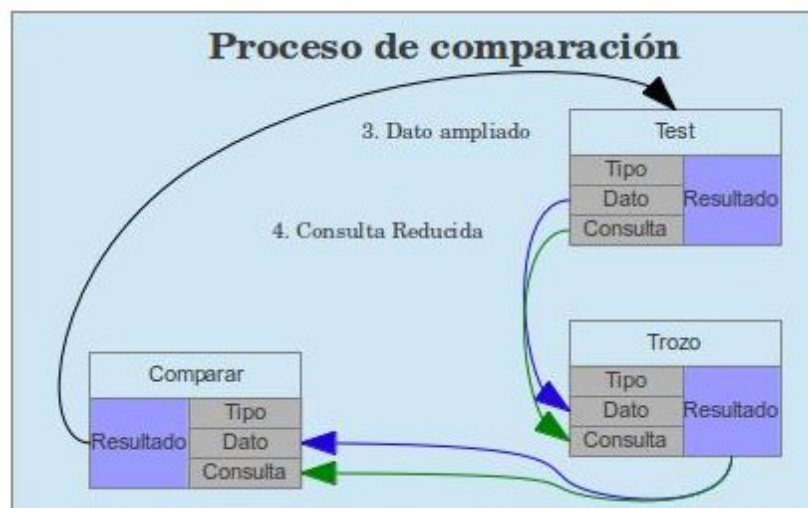 Proceso de comparación
3. Dato ampliado
Test
Tipo
Dato
Consulta
Resultado
4. Consulta Reducida
Trozo
Tipo
Dato
Consulta
Resultado
Comparar
Resultado
Tipo
Dato
Consulta